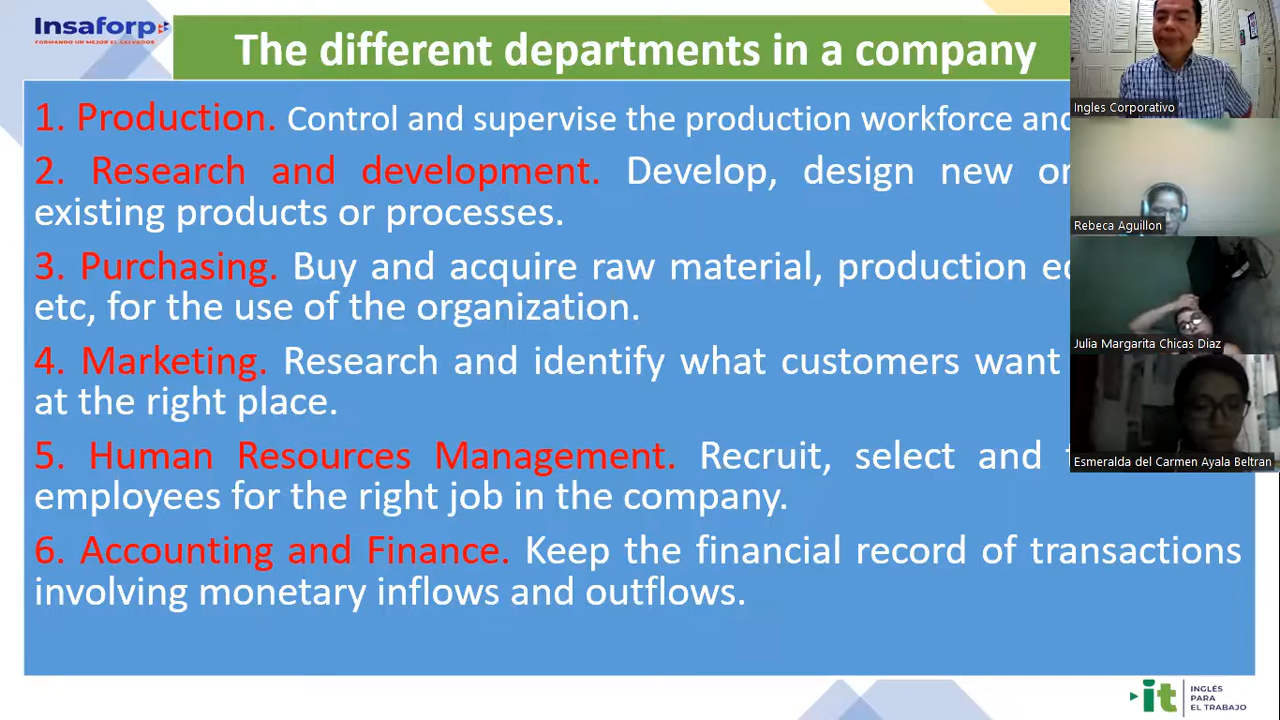 Insaforp
FORMANDO UN MEJOR EL SALVADOR
The different departments in a company
1. Production. Control and supervise the production workforce and
2. Research and development. Develop, design new or
existing products or processes.
3. Purchasing. Buy and acquire raw material, production
etc, for the use of the organization.
4. Marketing. Research and identify what customers want
at the right place.
5. Human Resources Management. Recruit, select and
employees for the right job in the company.
6. Accounting and Finance. Keep the financial record of transactions
involving monetary inflows and outflows.
Ingles Corporativo
Rebeca Aguillon
Julia Margarita Chicas Diaz
Esmeralda del Carmen Ayala Beltran
it
INGLÉS
PARA
EL TRABAJO